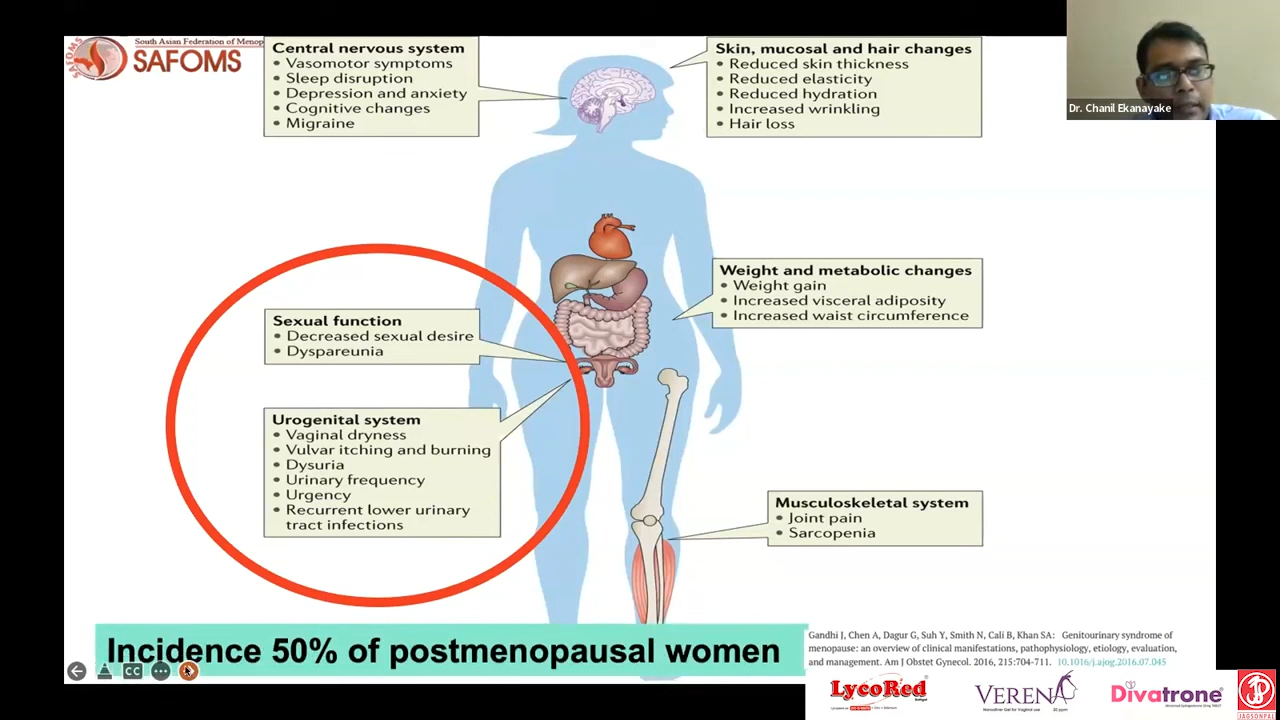 South Asian Federation of Menop
SAFOMS
SAFOMS
Central nervous system
• Vasomotor symptoms
• Sleep disruption
• Depression and anxiety
• Cognitive changes
• Migraine
Skin, mucosal and hair changes
• Reduced skin thickness
• Reduced elasticity
• Reduced hydration
• Increased wrinkling
• Hair loss
Dr. Chanil Ekanayake
Sexual function
• Decreased sexual desire
• Dyspareunia
Weight and metabolic changes
• Weight gain
• Increased visceral adiposity
• Increased waist circumference
Urogenital system
• Vaginal dryness
• Vulvar itching and burning
• Dysuria
• Urinary frequency
• Urgency
• Recurrent lower urinary
tract infections
Musculoskeletal system
• Joint pain
• Sarcopenia
Incidence 50% of postmenopausal women
CC
Gandhi J, Chen A, Dagur G, Suh Y, Smith N, Cali B, Khan SA: Genitourinary syndrome of
menopause: an overview of clinical manifestations, pathophysiology, etiology, evaluation,
and management. Am J Obstet Gynecol. 2016, 215:704-711. 10.1016/j.ajog.2016.07.045
LycoRed
VERENA
Divatrone
JAGSONPAL